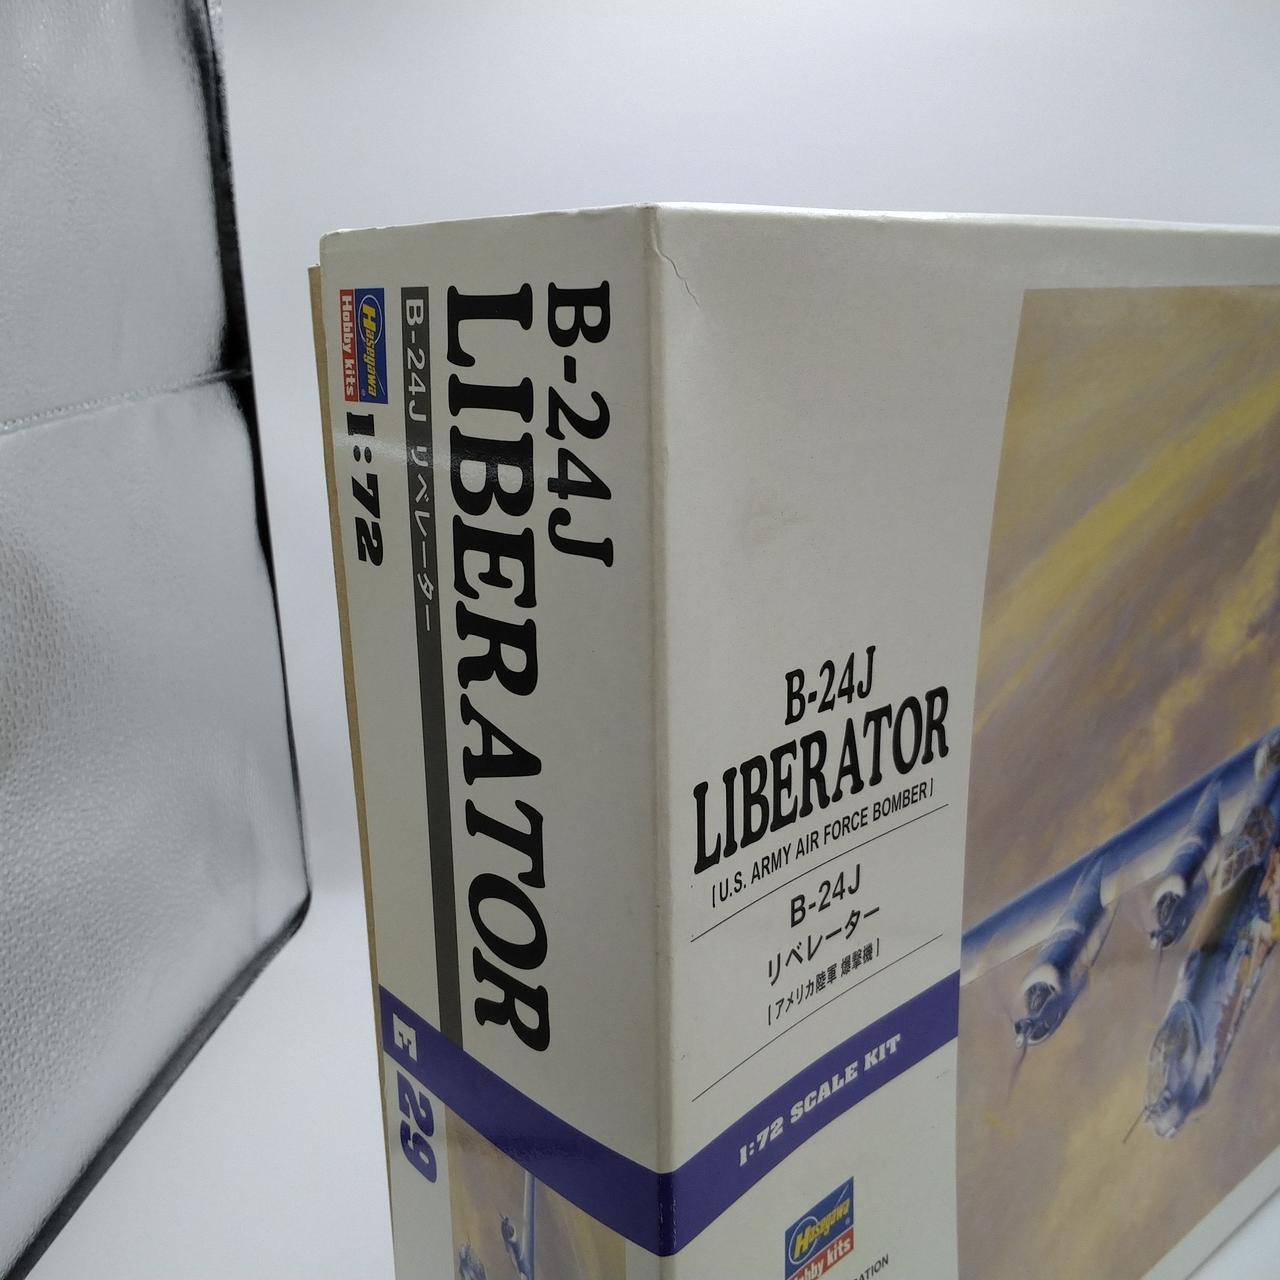 B-24J
LIBERATOR
B-24J リベレーター
Hasegawa
Hobby kits
1:72
E 29
B-24J
LIBERATOR
[U.S. ARMY AIR FORCE BOMBER]
B-24J
リベレーター
[アメリカ陸軍 爆撃機]
1:72 SCALE KIT
Hasegawa
Hobby kits